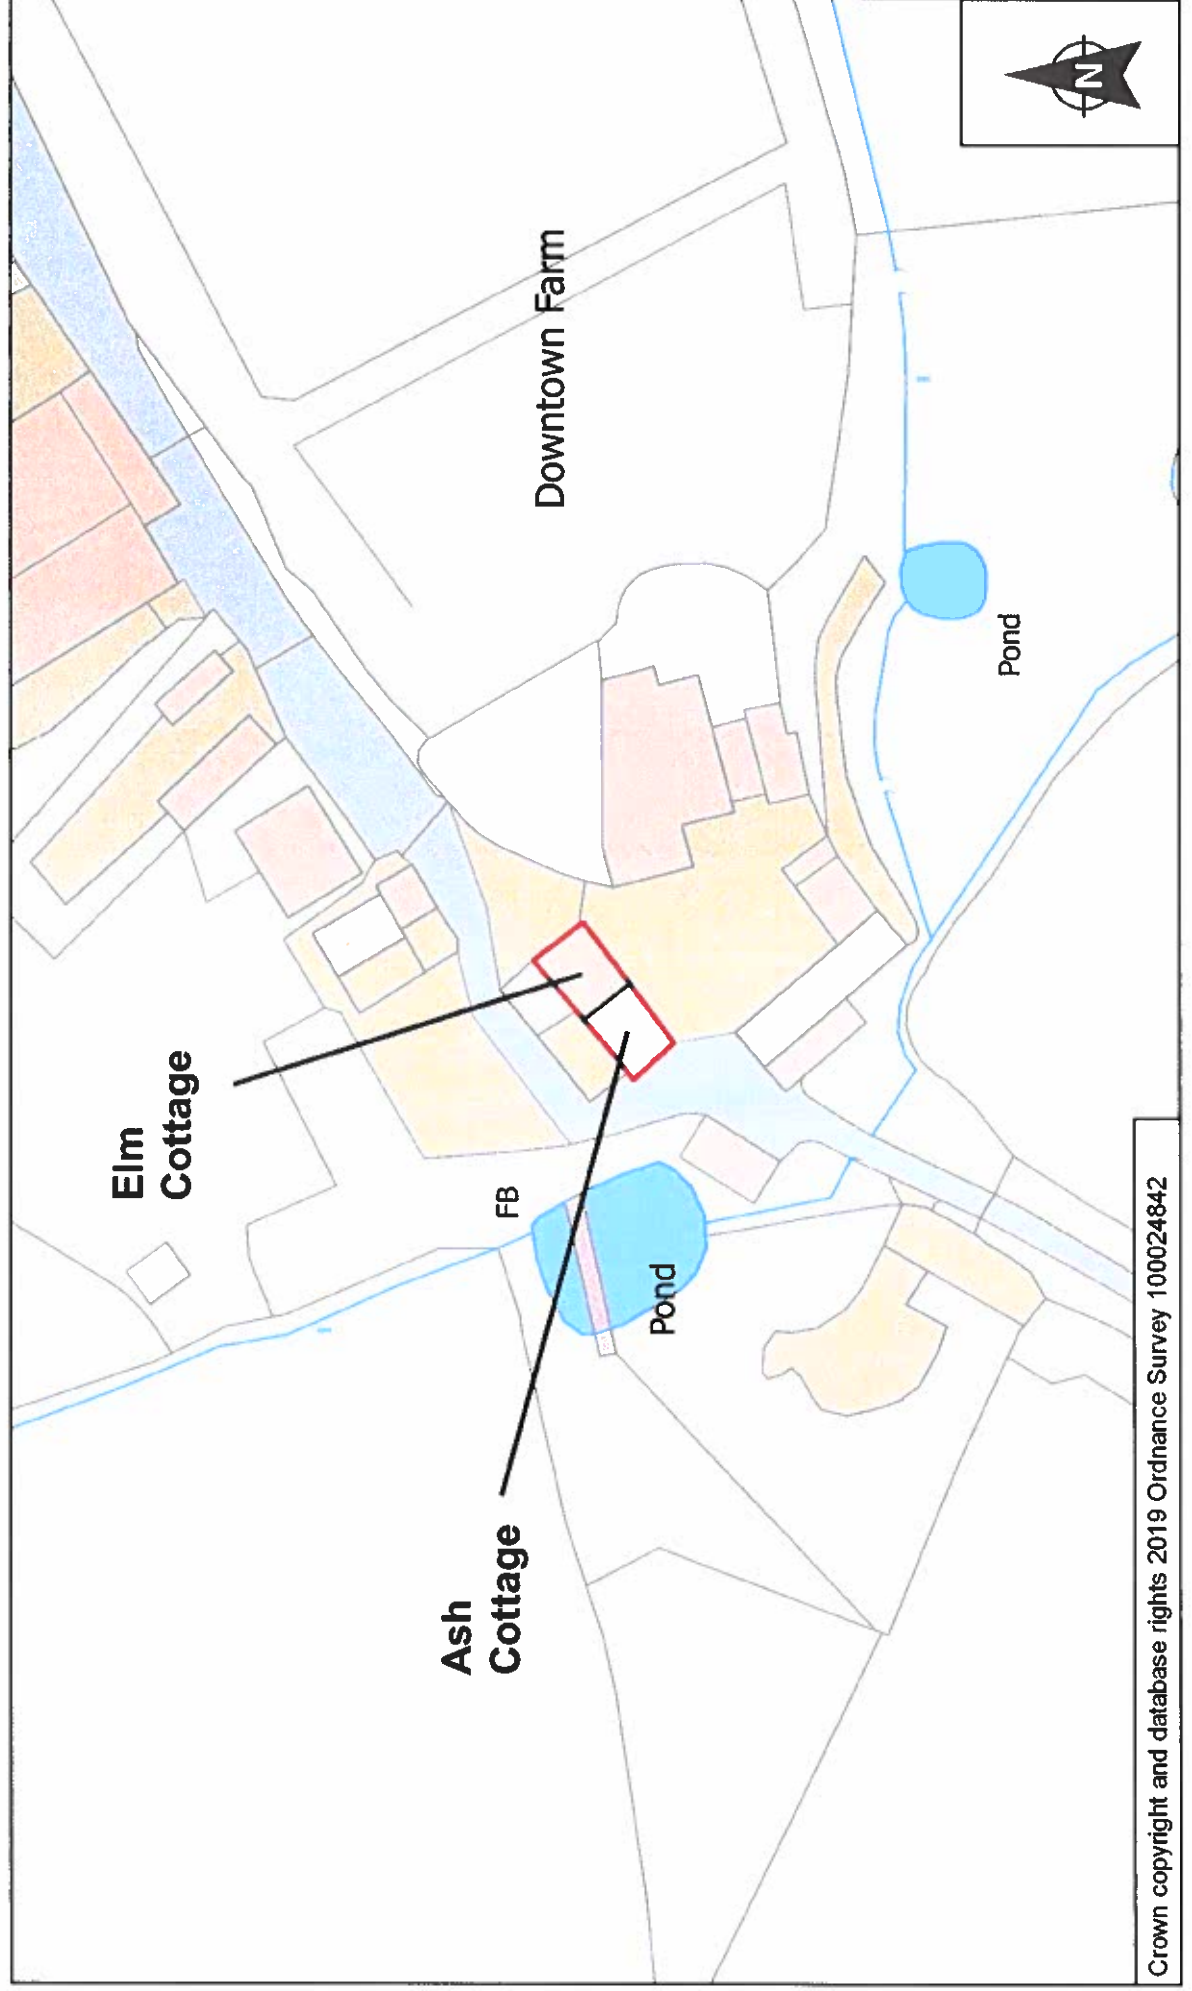 Elm
Cottage
Ash
Cottage
FB
Pond
Downtown Farm
Pond
N
Crown copyright and database rights 2019 Ordnance Survey 100024842